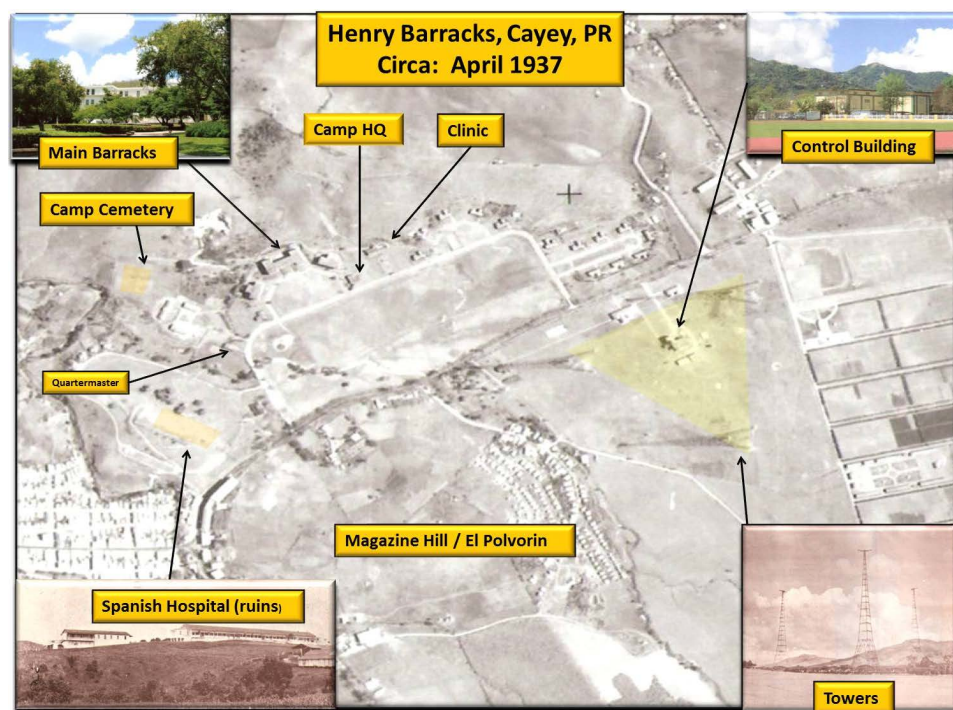 Henry Barracks, Cayey, PR
Circa: April 1937
Camp HQ
Clinic
Main Barracks
Control Building
Camp Cemetery
Quartermaster
Magazine Hill / El Polvorin
Spanish Hospital (ruins)
Towers